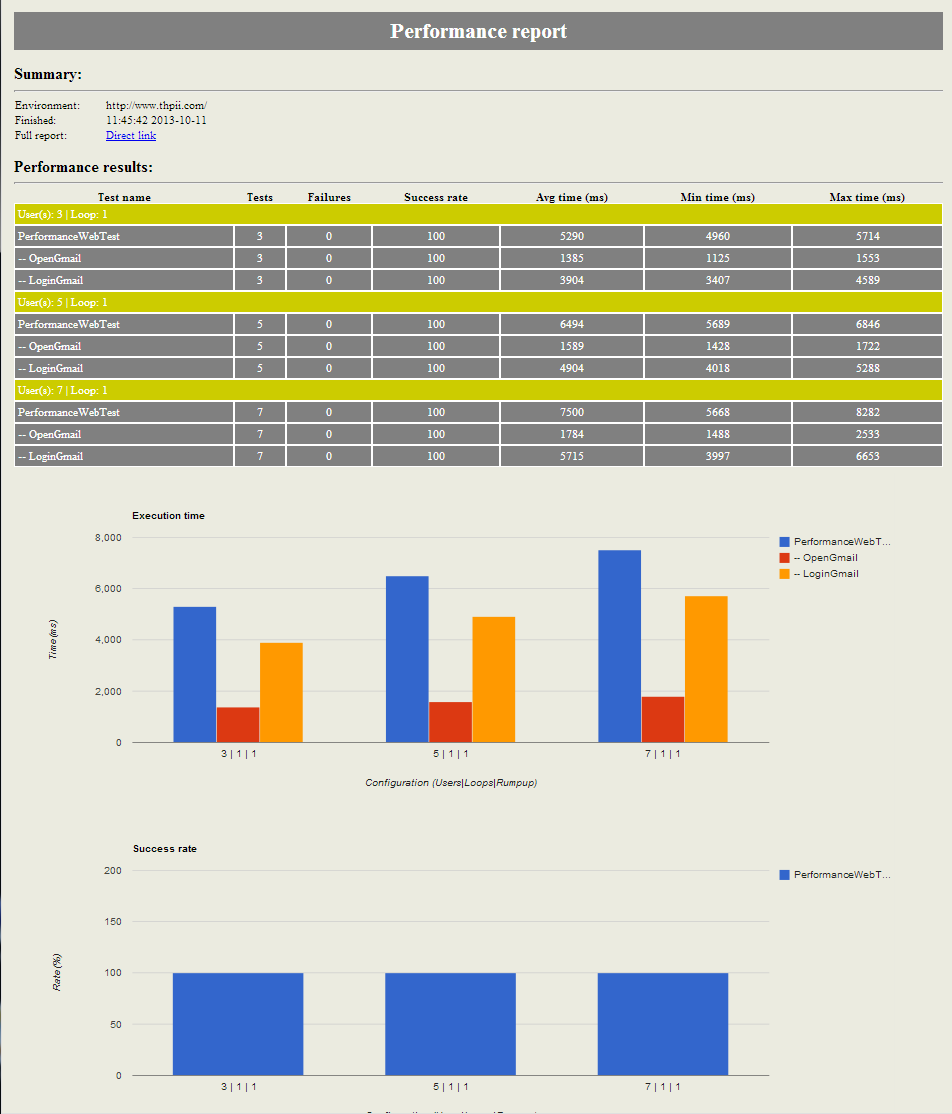 Performance report
Summary:
Environment: http://www.thpii.com/
Finished: 11:45:42 2013-10-11
Full report: Direct link
Performance results:
Test name Tests Failures Success rate Avg time (ms) Min time (ms) Max time (ms)
User(s): 3 | Loop: 1
PerformanceWebTest 3 0 100 5290 4960 5714
-- OpenGmail 3 0 100 1385 1125 1553
-- LoginGmail 3 0 100 3904 3407 4589
User(s): 5 | Loop: 1
PerformanceWebTest 5 0 100 6494 5689 6846
-- OpenGmail 5 0 100 1589 1428 1722
-- LoginGmail 5 0 100 4904 4018 5288
User(s): 7 | Loop: 1
PerformanceWebTest 7 0 100 7500 5668 8282
-- OpenGmail 7 0 100 1784 1488 2533
-- LoginGmail 7 0 100 5715 3997 6653
Execution time
8,000
6,000
4,000
2,000
0
Time(ms)
3 | 1 | 1 5 | 1 | 1 7 | 1 | 1
Configuration (Users|Loops|Rumpup)
PerformanceWebT...
-- OpenGmail
-- LoginGmail
Success rate
200
150
100
50
0
Rate(%)
3 | 1 | 1 5 | 1 | 1 7 | 1 | 1
PerformanceWebT...